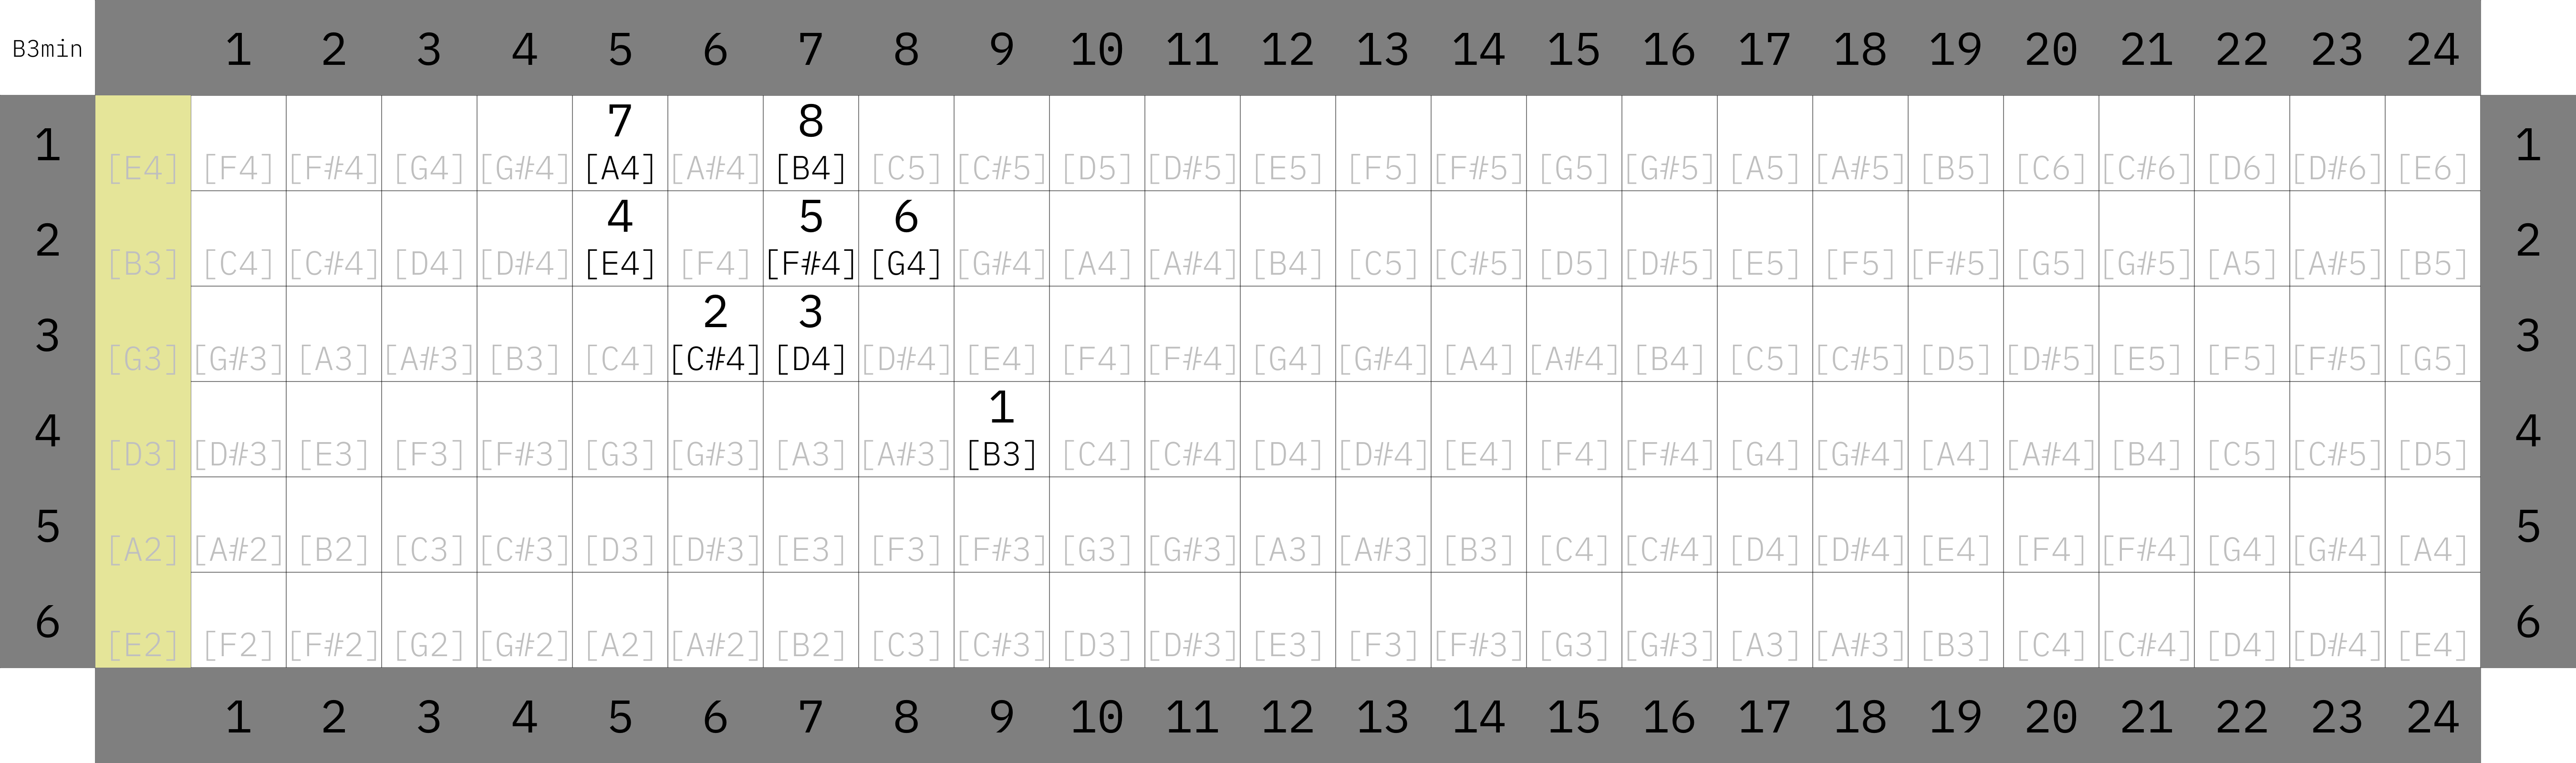 B3min 1 2 3 4 5 6 7 8 9 10 11 12 13 14 15 16 17 18 19 20 21 22 23 24
7 8
1 [E4] [F4] [F#4] [G4] [G#4] [A4] [A#4] [B4] [C5] [C#5] [D5] [D#5] [E5] [F5] [F#5] [G5] [G#5] [A5] [A#5] [B5] [C6] [C#6] [D6] [D#6] [E6] 1
4 5 6
2 [B3] [C4] [C#4] [D4] [D#4] [E4] [F4] [F#4] [G4] [G#4] [A4] [A#4] [B4] [C5] [C#5] [D5] [D#5] [E5] [F5] [F#5] [G5] [G#5] [A5] [A#5] [B5] 2
2 3
3 [G3] [G#3] [A3] [A#3] [B3] [C4] [C#4] [D4] [D#4] [E4] [F4] [F#4] [G4] [G#4] [A4] [A#4] [B4] [C5] [C#5] [D5] [D#5] [E5] [F5] [F#5] [G5] 3
1
4 [D3] [D#3] [E3] [F3] [F#3] [G3] [G#3] [A3] [A#3] [B3] [C4] [C#4] [D4] [D#4] [E4] [F4] [F#4] [G4] [G#4] [A4] [A#4] [B4] [C5] [C#5] [D5] 4
5 [A2] [A#2] [B2] [C3] [C#3] [D3] [D#3] [E3] [F3] [F#3] [G3] [G#3] [A3] [A#3] [B3] [C4] [C#4] [D4] [D#4] [E4] [F4] [F#4] [G4] [G#4] [A4] 5
6 [E2] [F2] [F#2] [G2] [G#2] [A2] [A#2] [B2] [C3] [C#3] [D3] [D#3] [E3] [F3] [F#3] [G3] [G#3] [A3] [A#3] [B3] [C4] [C#4] [D4] [D#4] [E4] 6
1 2 3 4 5 6 7 8 9 10 11 12 13 14 15 16 17 18 19 20 21 22 23 24